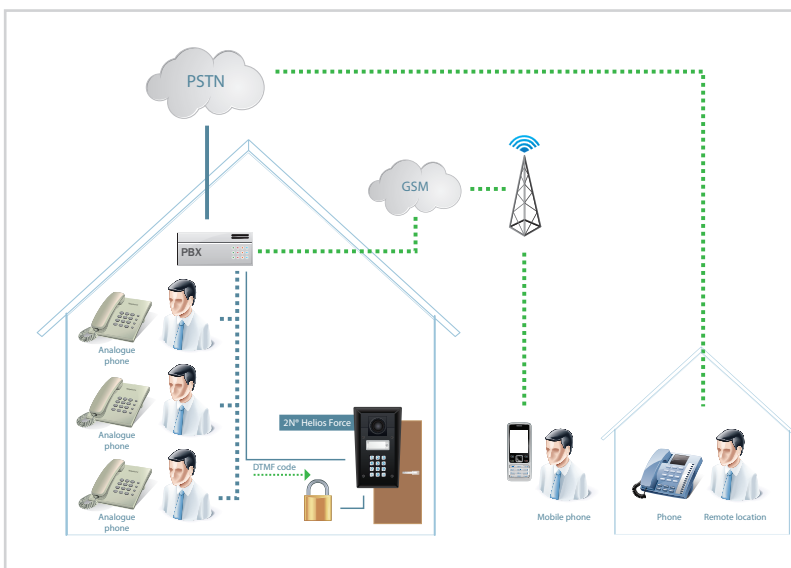 PSTN
GSM
PBX
Analogue
phone
Analogue
phone
2N® Helios Force
DTMF code
Analogue
phone
Mobile phone
Phone
Remote location